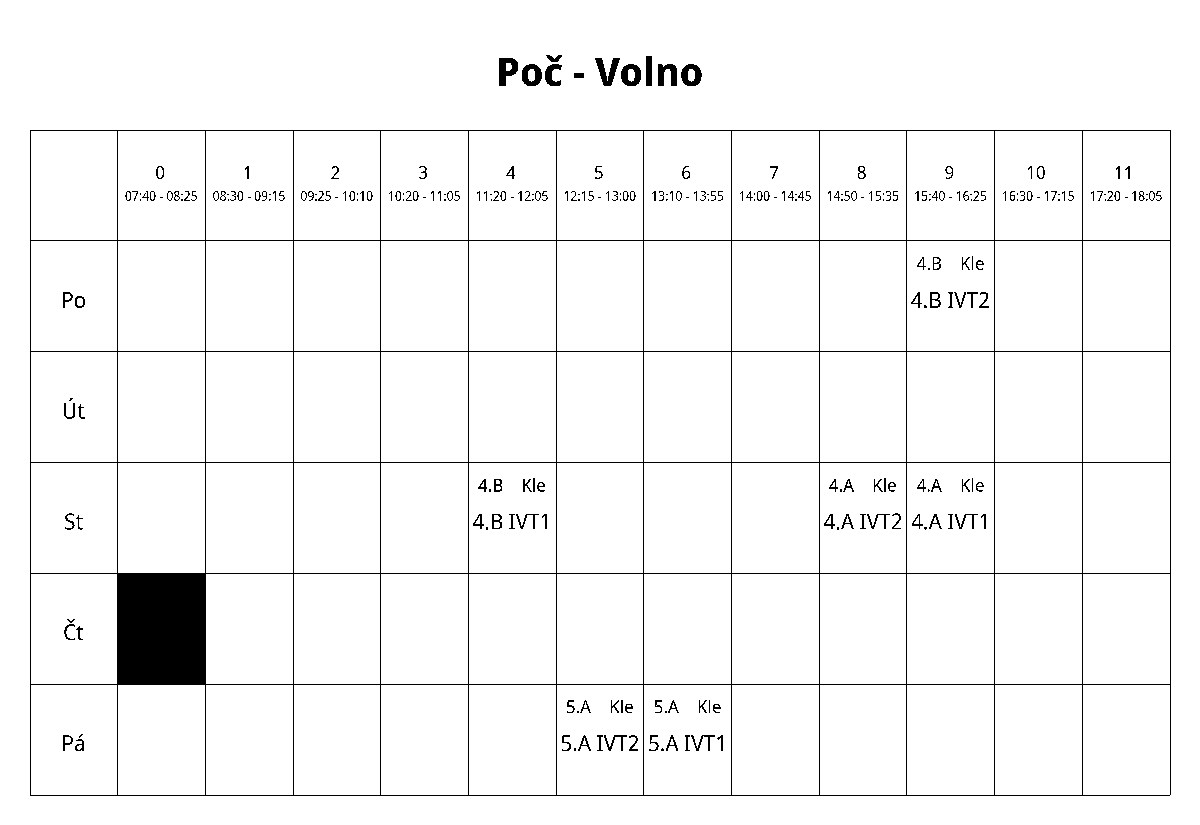 Poč - Volno
0 1 2 3 4 5 6 7 8 9 10 11
07:40 - 08:25 08:30 - 09:15 09:25 - 10:10 10:20 - 11:05 11:20 - 12:05 12:15 - 13:00 13:10 - 13:55 14:00 - 14:45 14:50 - 15:35 15:40 - 16:25 16:30 - 17:15 17:20 - 18:05
4.B Kle
Po 4.B IVT2
Út
4.B Kle 4.A Kle 4.A Kle
St 4.B IVT1 4.A IVT2 4.A IVT1
Čt
5.A Kle 5.A Kle
Pá 5.A IVT2 5.A IVT1